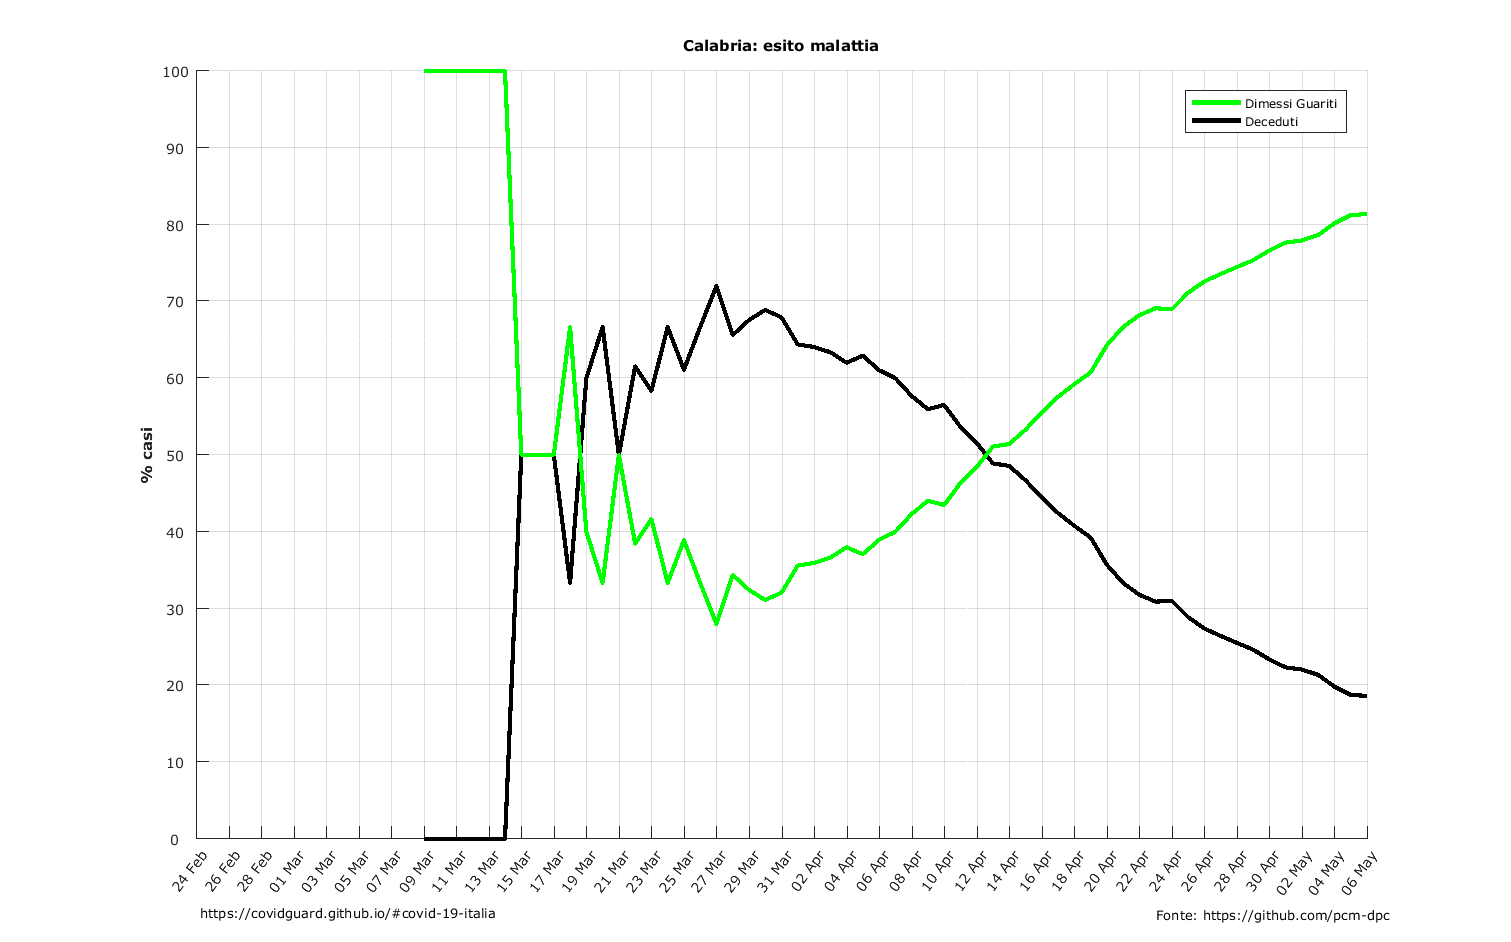 Calabria: esito malattia
100
90
80
70
60
50
40
30
20
10
0
% casi
Dimessi Guariti
Deceduti
24 Feb
26 Feb
28 Feb
01 Mar
03 Mar
05 Mar
07 Mar
09 Mar
11 Mar
13 Mar
15 Mar
17 Mar
19 Mar
21 Mar
23 Mar
25 Mar
27 Mar
29 Mar
31 Mar
02 Apr
04 Apr
06 Apr
08 Apr
10 Apr
12 Apr
14 Apr
16 Apr
18 Apr
20 Apr
22 Apr
24 Apr
26 Apr
28 Apr
30 Apr
02 May
04 May
06 May
https://covidguard.github.io/#covid-19-italia
Fonte: https://github.com/pcm-dpc